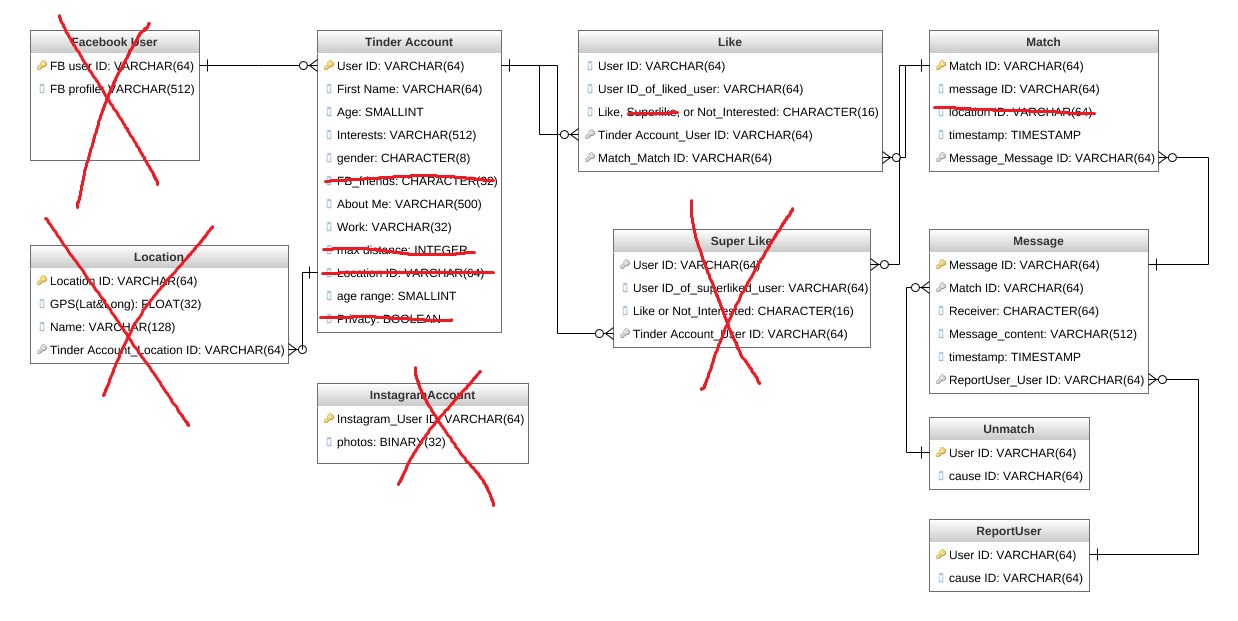 Facebook User
FB user ID: VARCHAR(64)
FB profile: VARCHAR(512)
Tinder Account
User ID: VARCHAR(64)
First Name: VARCHAR(64)
Age: SMALLINT
Interests: VARCHAR(512)
gender: CHARACTER(8)
FB_friends: CHARACTER(32)
About Me: VARCHAR(500)
Work: VARCHAR(32)
max distance: INTEGER
Location ID: VARCHAR(64)
age range: SMALLINT
Privacy: BOOLEAN
Like
User ID: VARCHAR(64)
User ID_of_liked_user: VARCHAR(64)
Like, Superlike, or Not_Interested: CHARACTER(16)
Tinder Account_User ID: VARCHAR(64)
Match_Match ID: VARCHAR(64)
Match
Match ID: VARCHAR(64)
message ID: VARCHAR(64)
location ID: VARCHAR(64)
timestamp: TIMESTAMP
Message_Message ID: VARCHAR(64)
Location
Location ID: VARCHAR(64)
GPS(Lat&Long): FLOAT(32)
Name: VARCHAR(128)
Tinder Account_Location ID: VARCHAR(64)
Super Like
User ID: VARCHAR(64)
User ID_of_superliked_user: VARCHAR(64)
Like or Not_Interested: CHARACTER(16)
Tinder Account_User ID: VARCHAR(64)
Message
Message ID: VARCHAR(64)
Match ID: VARCHAR(64)
Receiver: CHARACTER(64)
Message_content: VARCHAR(512)
timestamp: TIMESTAMP
ReportUser_User ID: VARCHAR(64)
InstagramAccount
Instagram_User ID: VARCHAR(64)
photos: BINARY(32)
Unmatch
User ID: VARCHAR(64)
cause ID: VARCHAR(64)
ReportUser
User ID: VARCHAR(64)
cause ID: VARCHAR(64)